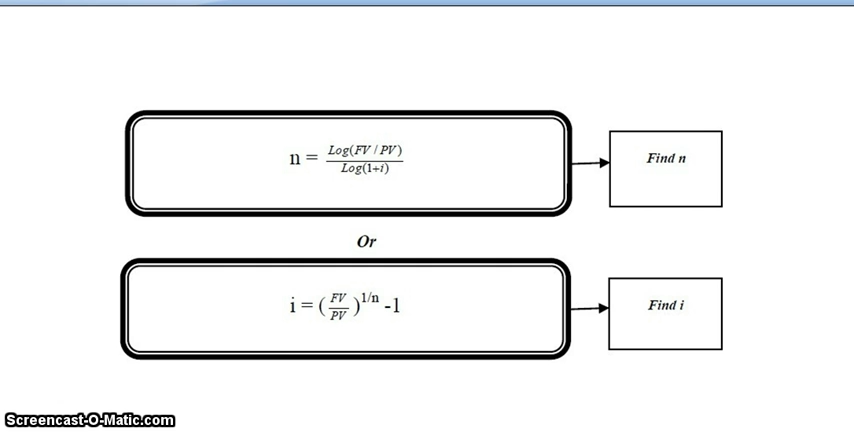 n = Log(FV / PV) / Log(1+i)
Find n
Or
i = (FV/PV)^1/n -1
Find i
Screencast-O-Matic.com